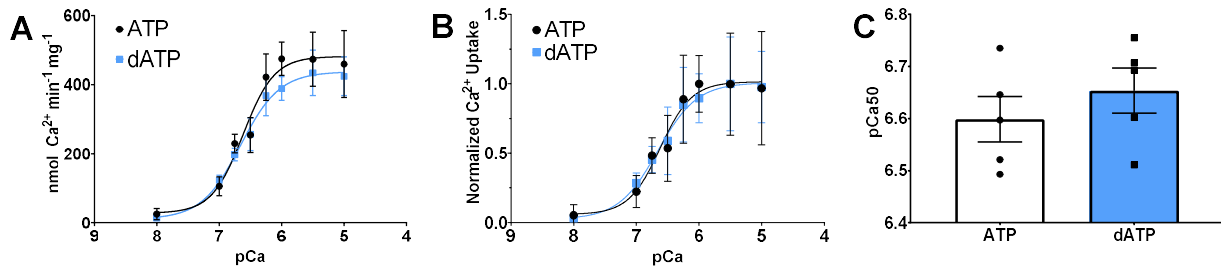 A
ATP
dATP
nmol Ca²⁺ min⁻¹ mg⁻¹
600
400
200
0
9 8 7 6 5 4
pCa
B
ATP
dATP
Normalized Ca²⁺ Uptake
1.5
1.0
0.5
0.0
9 8 7 6 5 4
pCa
C
pCa50
6.8
6.7
6.6
6.5
6.4
ATP dATP